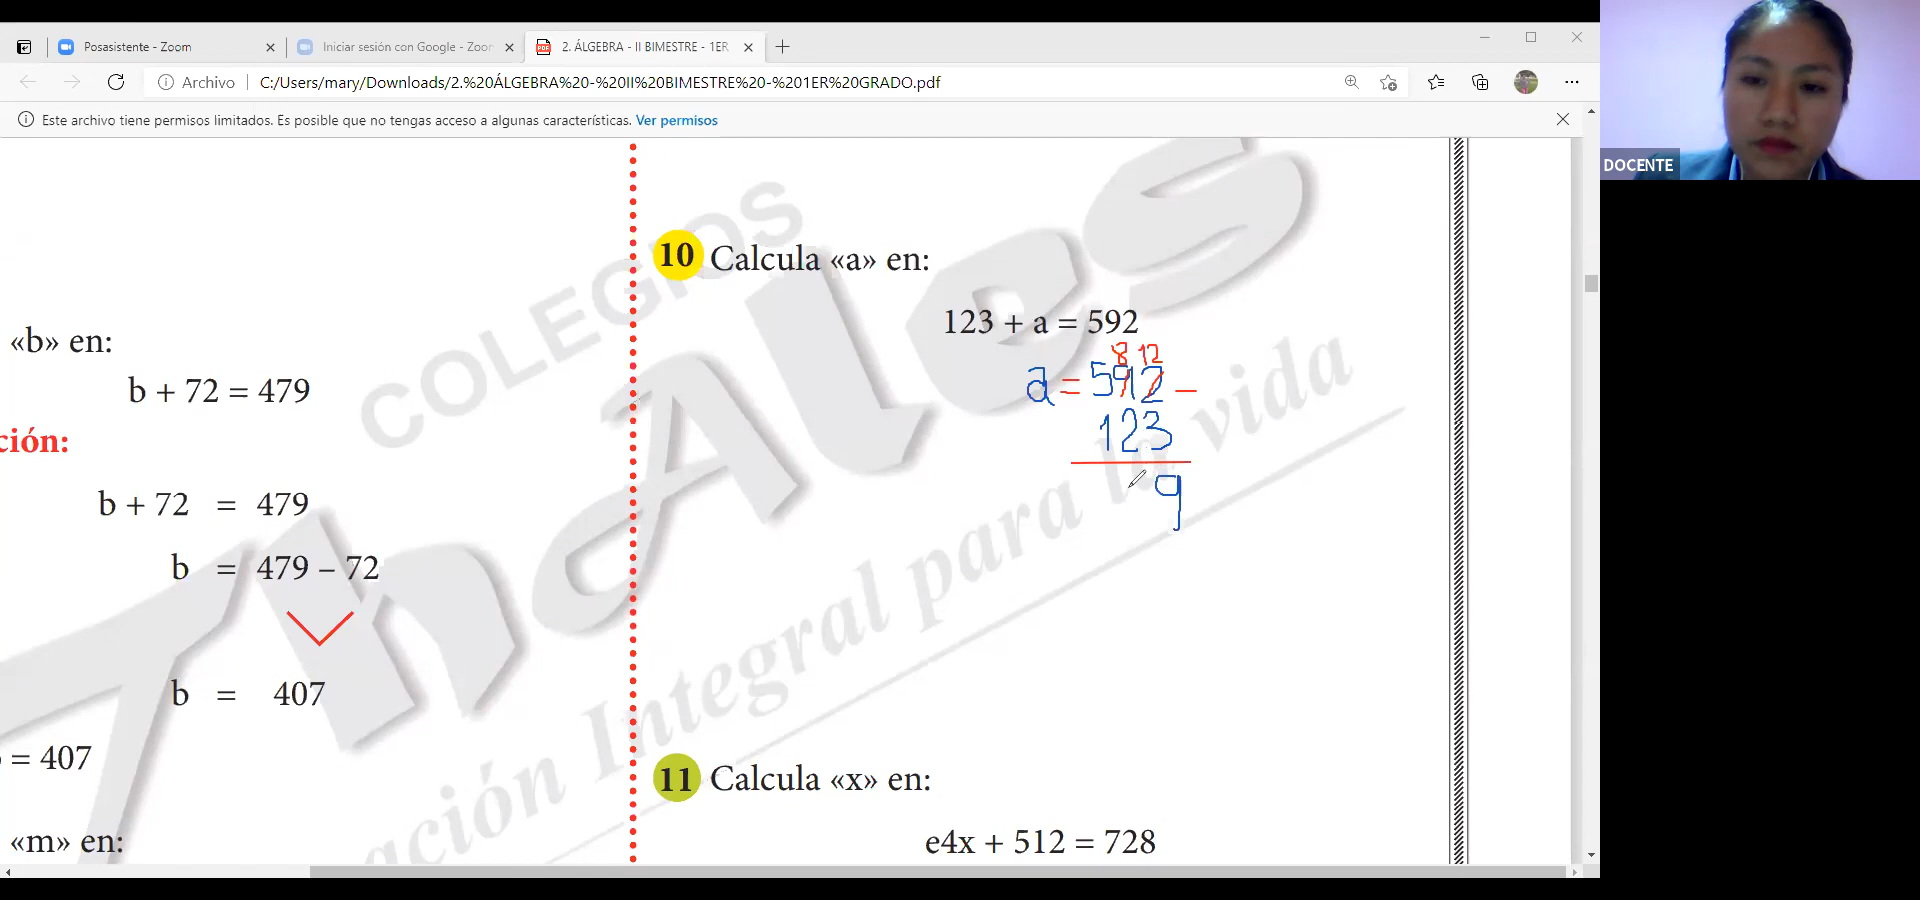 Posasistente - Zoom
Iniciar sesión con Google - Zoor
2. ÁLGEBRA - II BIMESTRE - 1ER
Archivo
C:/Users/mary/Downloads/2.%20ÁLGEBRA%20-%20II%20BIMESTRE%20-%201ER%20GRADO.pdf
Este archivo tiene permisos limitados. Es posible que no tengas acceso a algunas características. Ver permisos
DOCENTE
COLEGIOS
Thales
ación Integral para la vida
«b» en:
b + 72 = 479
ción:
b + 72 = 479
b = 479 – 72
b = 407
= 407
«m» en:
10 Calcula «a» en:
123 + a = 592
8 12
a = 592 –
123
9
11 Calcula «x» en:
e4x + 512 = 728